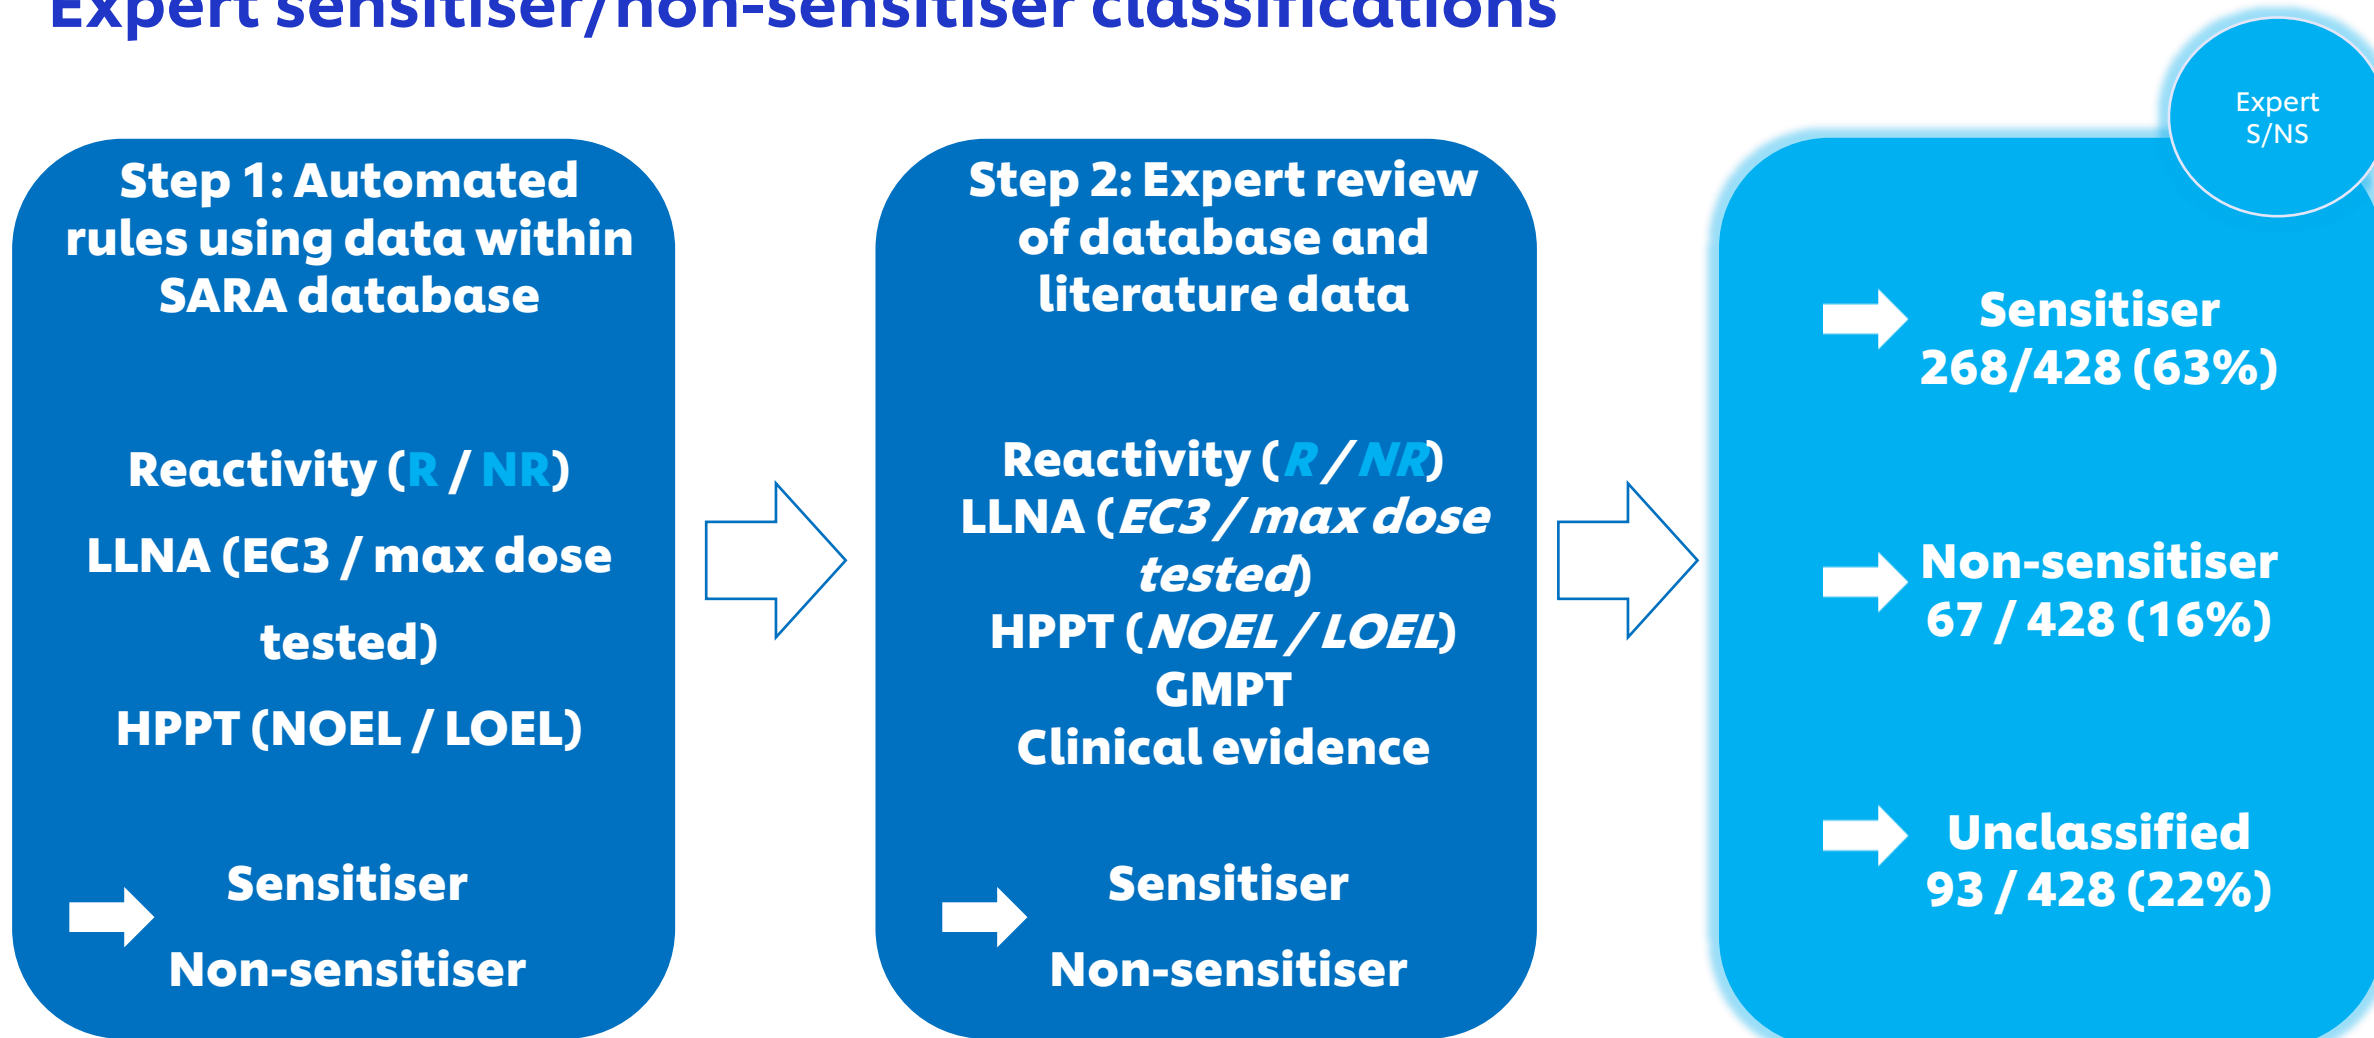 Expert sensitiser/non-sensitiser classifications
Expert
S/NS
Step 1: Automated
rules using data within
SARA database
Reactivity (R / NR)
LLNA (EC3 / max dose
tested)
HPPT (NOEL / LOEL)
Sensitiser
Non-sensitiser
Step 2: Expert review
of database and
literature data
Reactivity (R / NR)
LLNA (EC3 / max dose
tested)
HPPT (NOEL / LOEL)
GMPT
Clinical evidence
Sensitiser
Non-sensitiser
Sensitiser
268/428 (63%)
Non-sensitiser
67 / 428 (16%)
Unclassified
93 / 428 (22%)